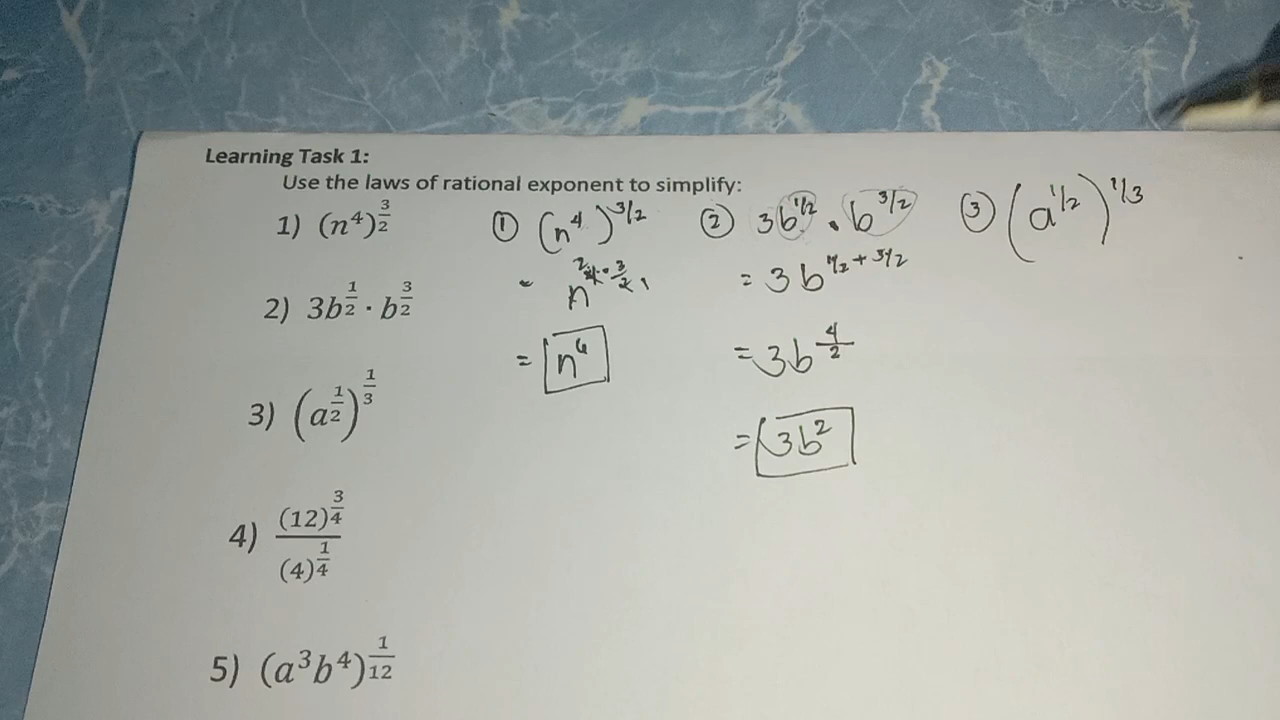 Learning Task 1:
Use the laws of rational exponent to simplify:
1) (n⁴)^(3/2)
2) 3b^(1/2) · b^(3/2)
3) (a^(1/2))^(1/3)
4) (12)^(3/4) / (4)^(1/4)
5) (a³b⁴)^(1/12)
① (n⁴)^(3/2)
= n^(4·3/2)
= n⁶
② 3b^(1/2) · b^(3/2)
= 3b^(1/2 + 3/2)
= 3b^(4/2)
= 3b²
③ (a^(1/2))^(1/3)